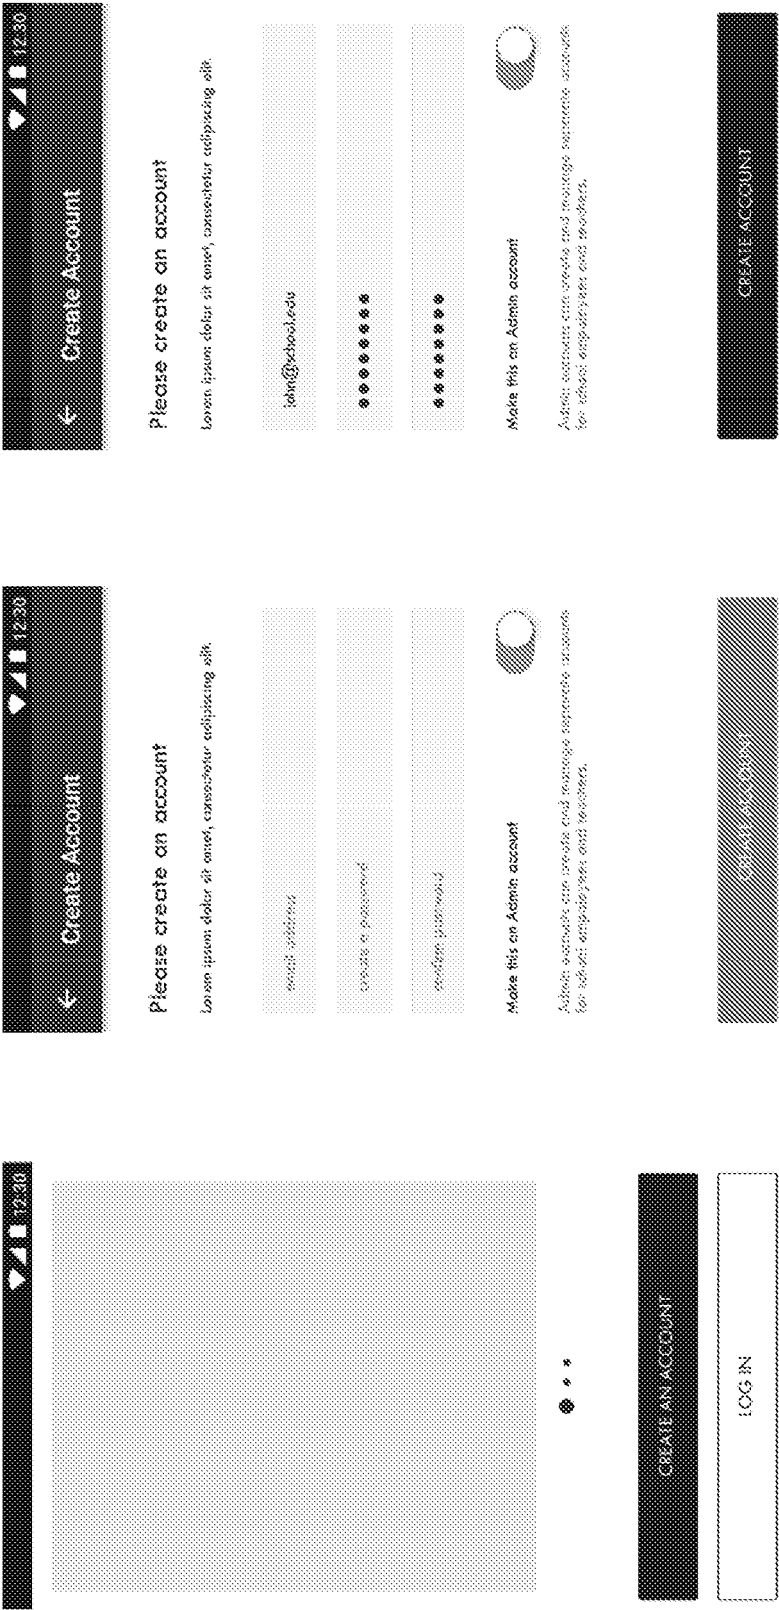 12:30
CREATE AN ACCOUNT
LOG IN
12:30
← Create Account
Please create an account
Lorem ipsum dolor sit amet, consectetur adipiscing elit.
email address
create a password
confirm password
Make this an Admin account
Admin accounts can create and manage separate accounts
for school employees and teachers.
CREATE ACCOUNT
12:30
← Create Account
Please create an account
Lorem ipsum dolor sit amet, consectetur adipiscing elit.
john@school.edu
Make this an Admin account
Admin accounts can create and manage separate accounts
for school employees and teachers.
CREATE ACCOUNT